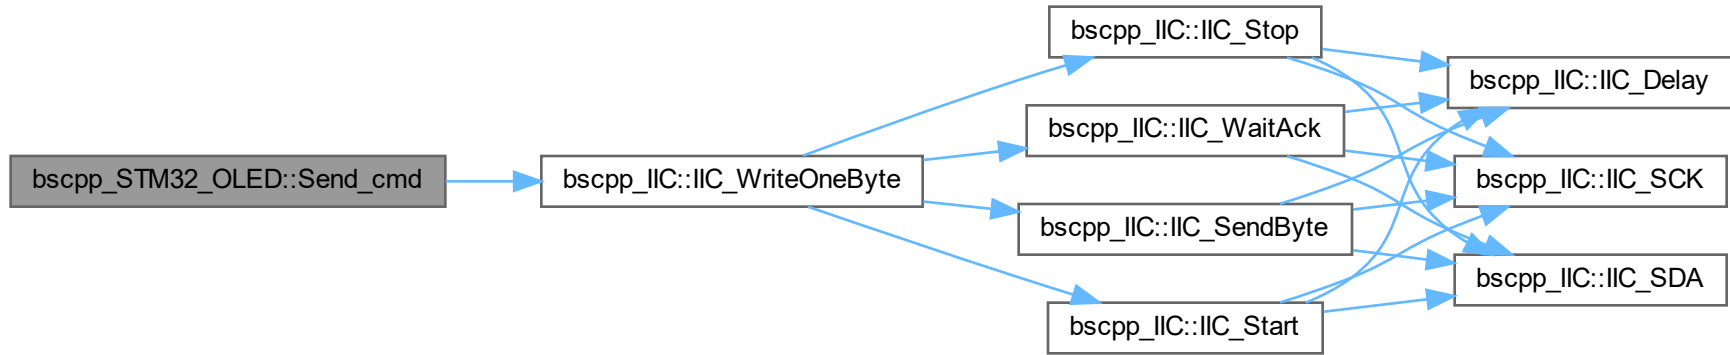 bscpp_STM32_OLED::Send_cmd
bscpp_IIC::IIC_WriteOneByte
bscpp_IIC::IIC_Stop
bscpp_IIC::IIC_WaitAck
bscpp_IIC::IIC_SendByte
bscpp_IIC::IIC_Start
bscpp_IIC::IIC_Delay
bscpp_IIC::IIC_SCK
bscpp_IIC::IIC_SDA